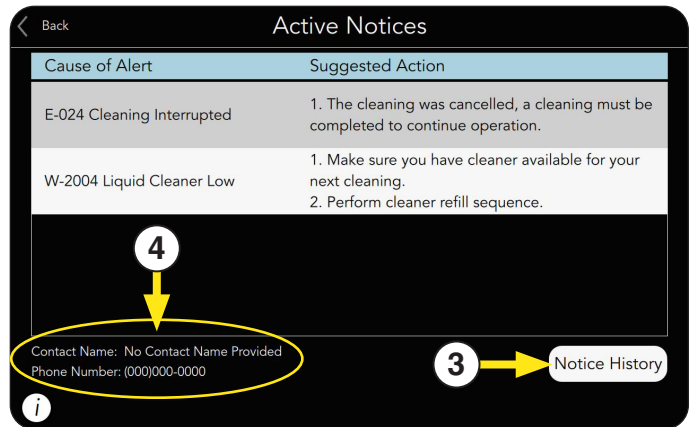 Back
Active Notices
Cause of Alert
Suggested Action
E-024 Cleaning Interrupted
1. The cleaning was cancelled, a cleaning must be
completed to continue operation.
W-2004 Liquid Cleaner Low
1. Make sure you have cleaner available for your
next cleaning.
2. Perform cleaner refill sequence.
4
Contact Name: No Contact Name Provided
Phone Number: (000)000-0000
3
Notice History
i